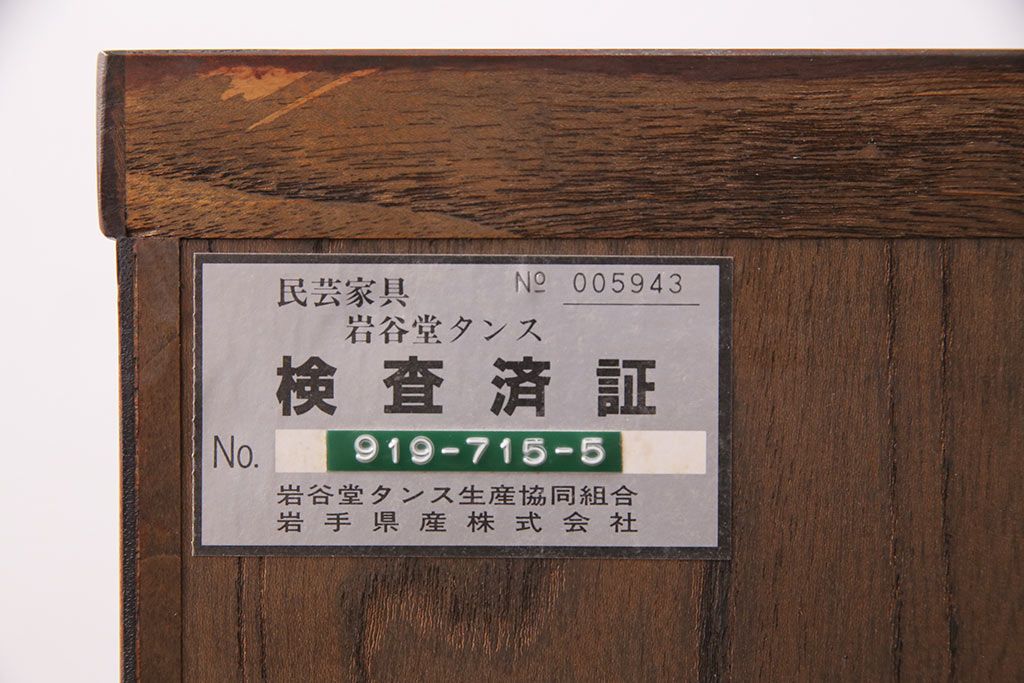 民芸家具 Nº 005943
岩谷堂タンス
検査済証
No. 919-715-5
岩谷堂タンス生産協同組合
岩手県産株式会社